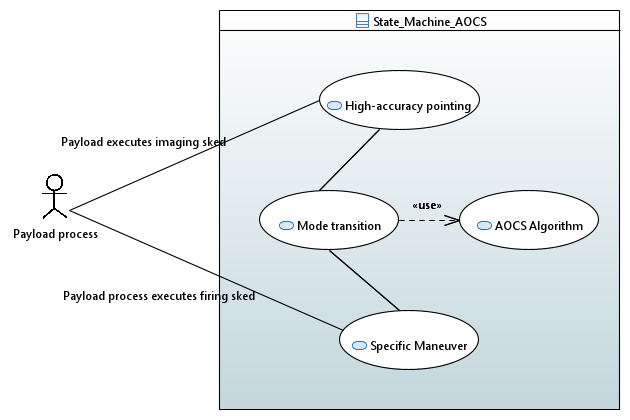 State_Machine_AOCS
High-accuracy pointing
Payload executes imaging sked
«use»
Mode transition
AOCS Algorithm
Payload process
Payload process executes firing sked
Specific Maneuver